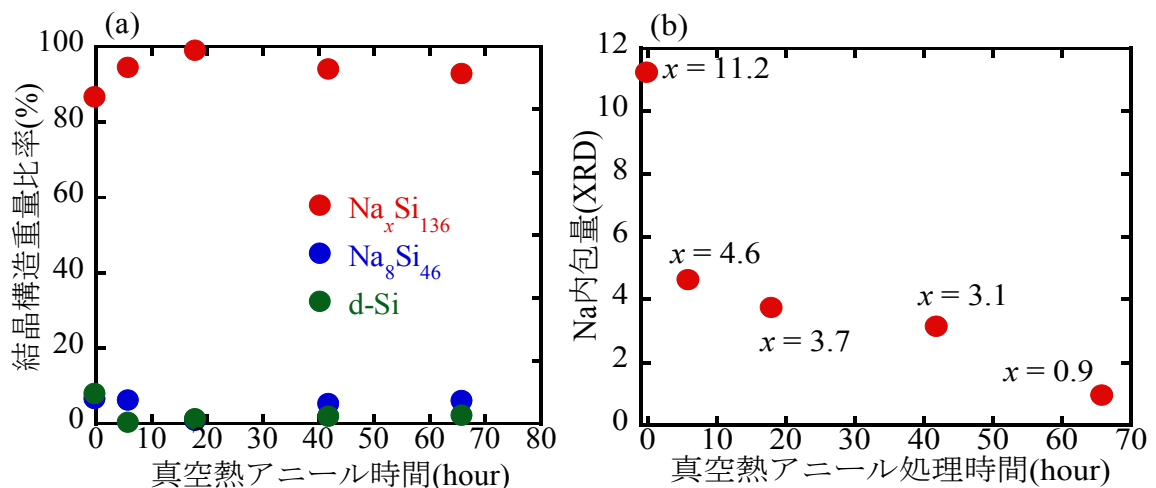 (a)
100
80
60
40
20
0
結晶構造重量比率(%)
NaxSi136
Na8Si46
d-Si
0 10 20 30 40 50 60 70 80
真空熱アニール時間(hour)
(b)
12
10
8
6
4
2
0
Na内包量(XRD)
x = 11.2
x = 4.6
x = 3.7
x = 3.1
x = 0.9
0 10 20 30 40 50 60 70
真空熱アニール処理時間(hour)